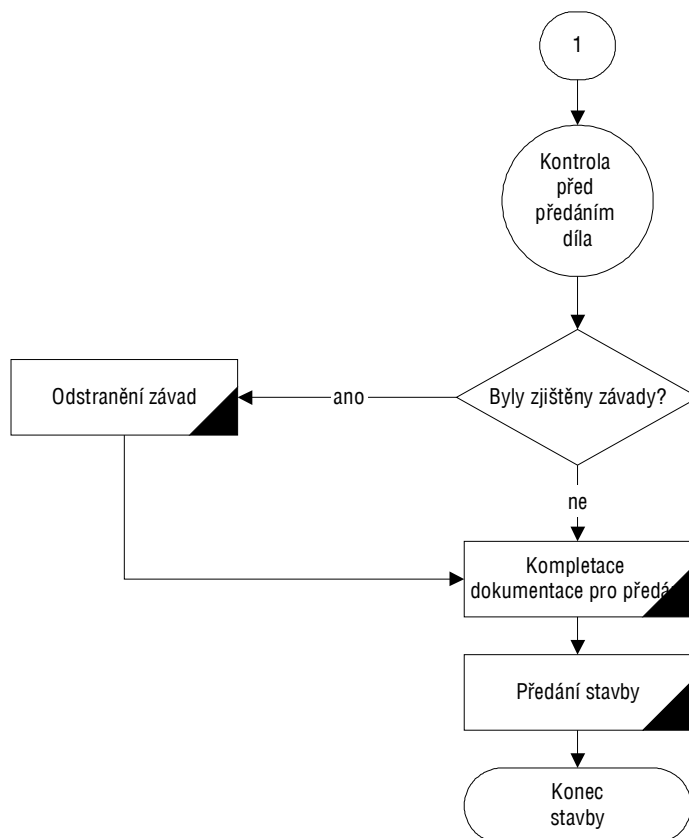 1
Kontrola
před
předáním
díla
Byly zjištěny závady?
ano
Odstranění závad
ne
Kompletace
dokumentace pro
Předání stavby
Konec
stavby